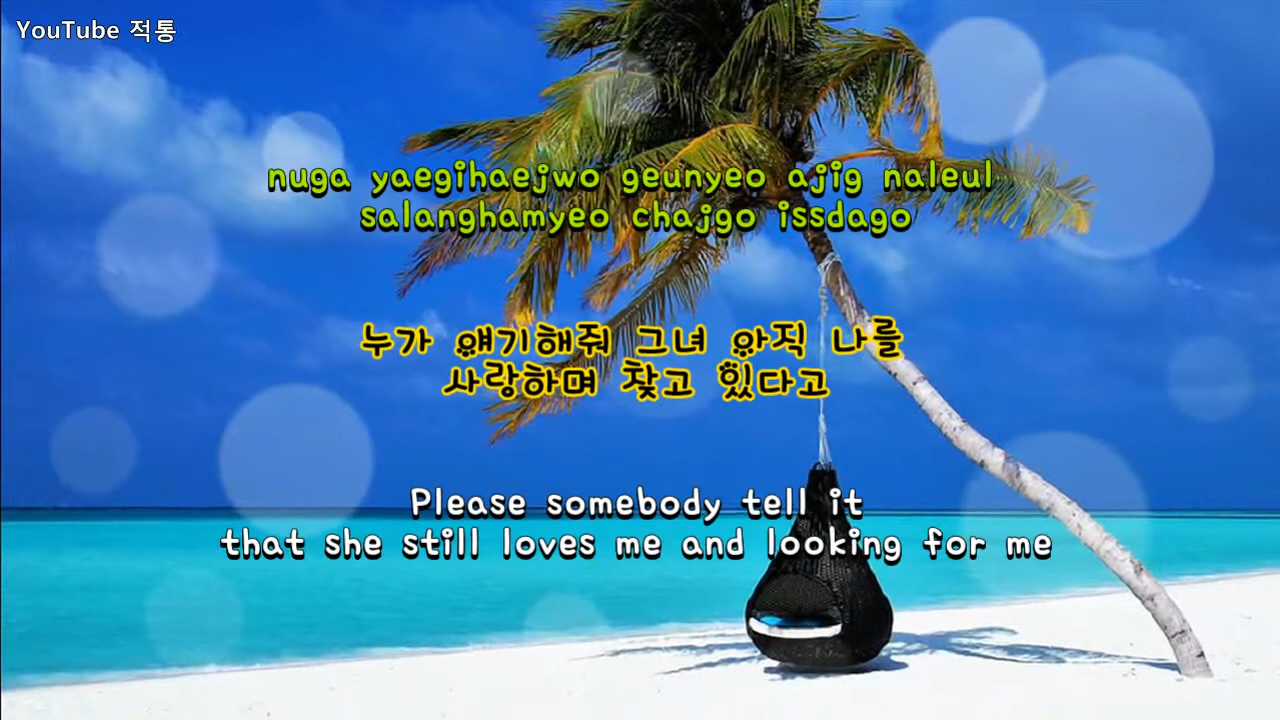 YouTube 적통
nuga yaegihaejwo geunyeo ajig naleul
salanghamyeo chajgo issdago
누가 얘기해줘 그녀 아직 나를
사랑하며 찾고 있다고
Please somebody tell it
that she still loves me and looking for me